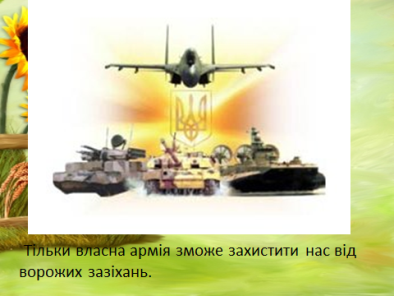 Тільки власна армія зможе захистити нас від
ворожих зазіхань.